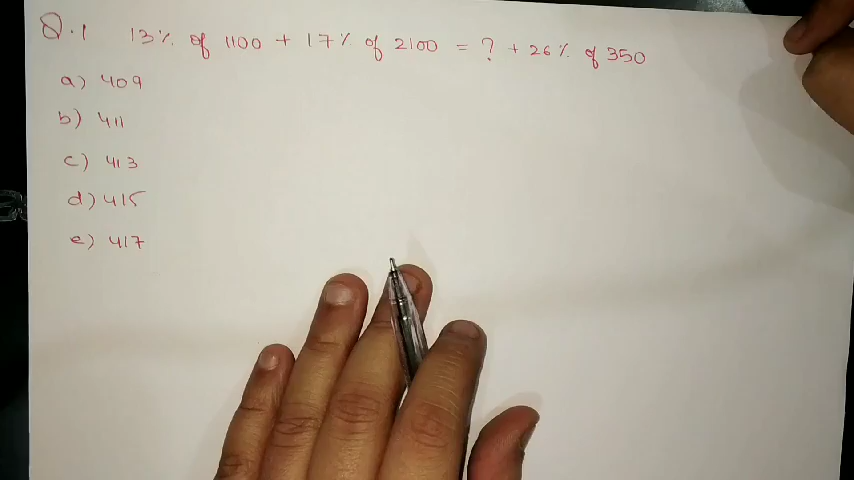 Q.1 13% of 1100 + 17% of 2100 = ? + 26% of 350
a) 409
b) 411
c) 413
d) 415
e) 417